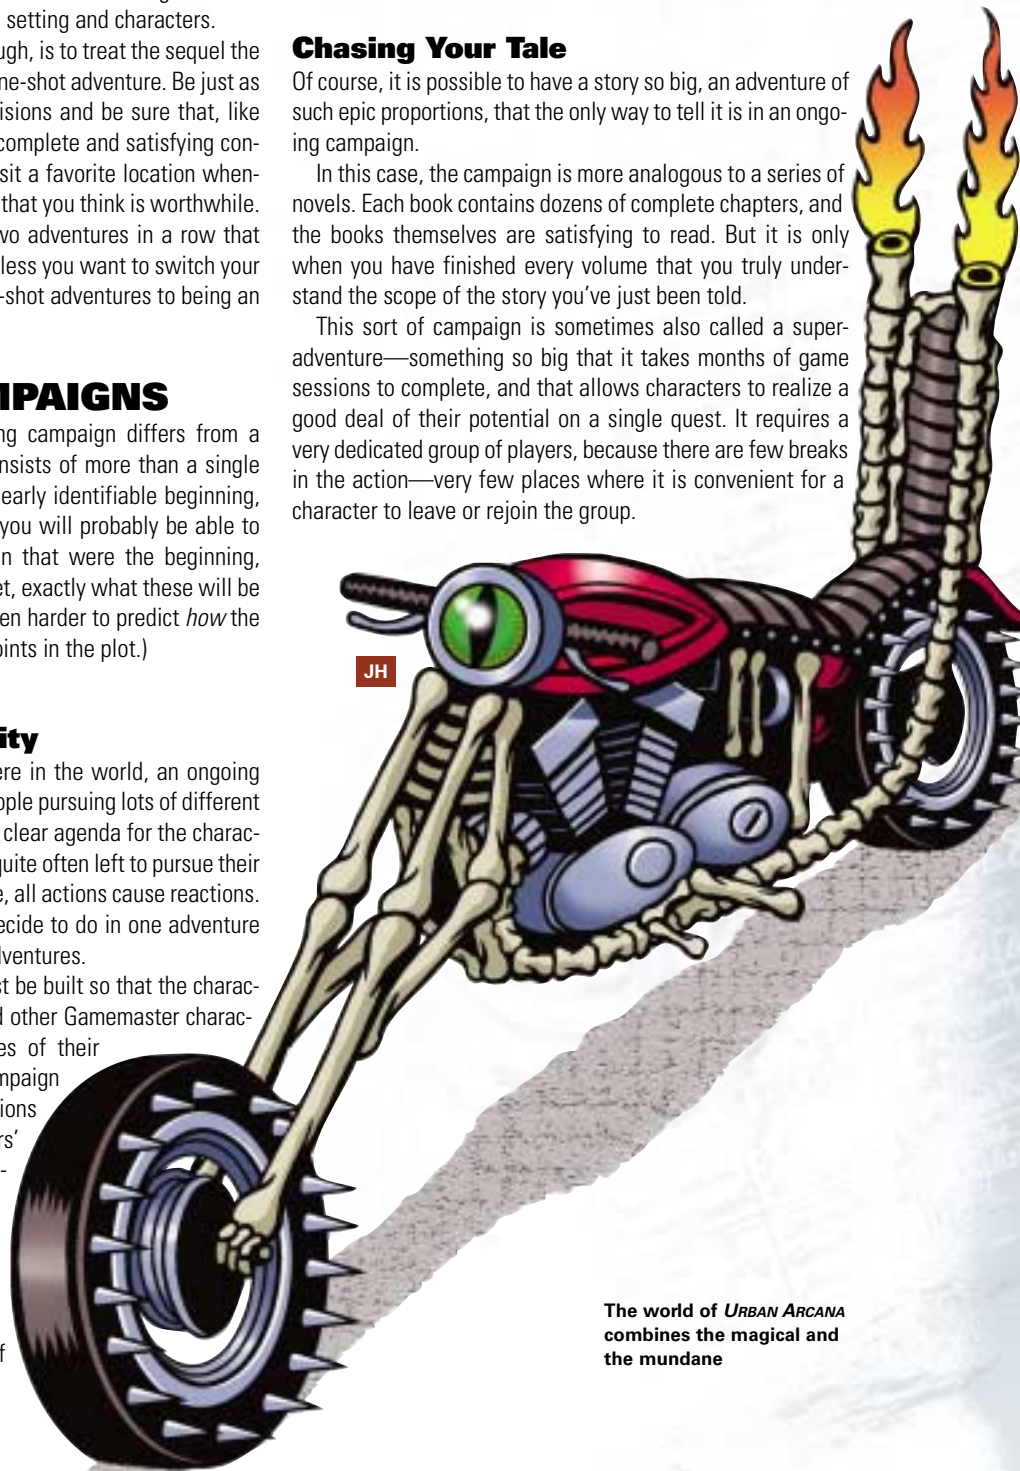 setting and characters.
ugh, is to treat the sequel the
ne-shot adventure. Be just as
isions and be sure that, like
complete and satisfying con-
sit a favorite location when-
that you think is worthwhile.
vo adventures in a row that
less you want to switch your
-shot adventures to being an
MPAIGNS
ng campaign differs from a
nsists of more than a single
early identifiable beginning,
you will probably be able to
n that were the beginning,
et, exactly what these will be
en harder to predict how the
oints in the plot.)
ity
ere in the world, an ongoing
ople pursuing lots of different
clear agenda for the charac-
quite often left to pursue their
e, all actions cause reactions.
ecide to do in one adventure
dventures.
st be built so that the charac-
d other Gamemaster charac-
es of their
mpaign
ions
rs'
-
f
Chasing Your Tale
Of course, it is possible to have a story so big, an adventure of
such epic proportions, that the only way to tell it is in an ongo-
ing campaign.
In this case, the campaign is more analogous to a series of
novels. Each book contains dozens of complete chapters, and
the books themselves are satisfying to read. But it is only
when you have finished every volume that you truly under-
stand the scope of the story you've just been told.
This sort of campaign is sometimes also called a super-
adventure—something so big that it takes months of game
sessions to complete, and that allows characters to realize a
good deal of their potential on a single quest. It requires a
very dedicated group of players, because there are few breaks
in the action—very few places where it is convenient for a
character to leave or rejoin the group.
JH
The world of URBAN ARCANA
combines the magical and
the mundane